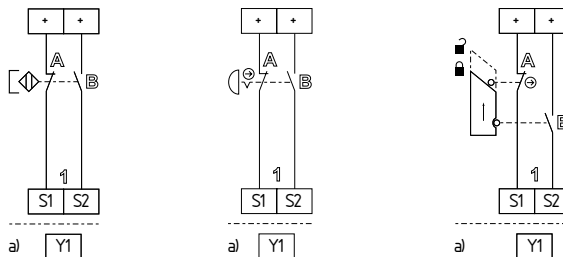 + + + + + +
A A A
B B B
1 1 1
S1 S2 S1 S2 S1 S2
a) Y1 a) Y1 a) Y1